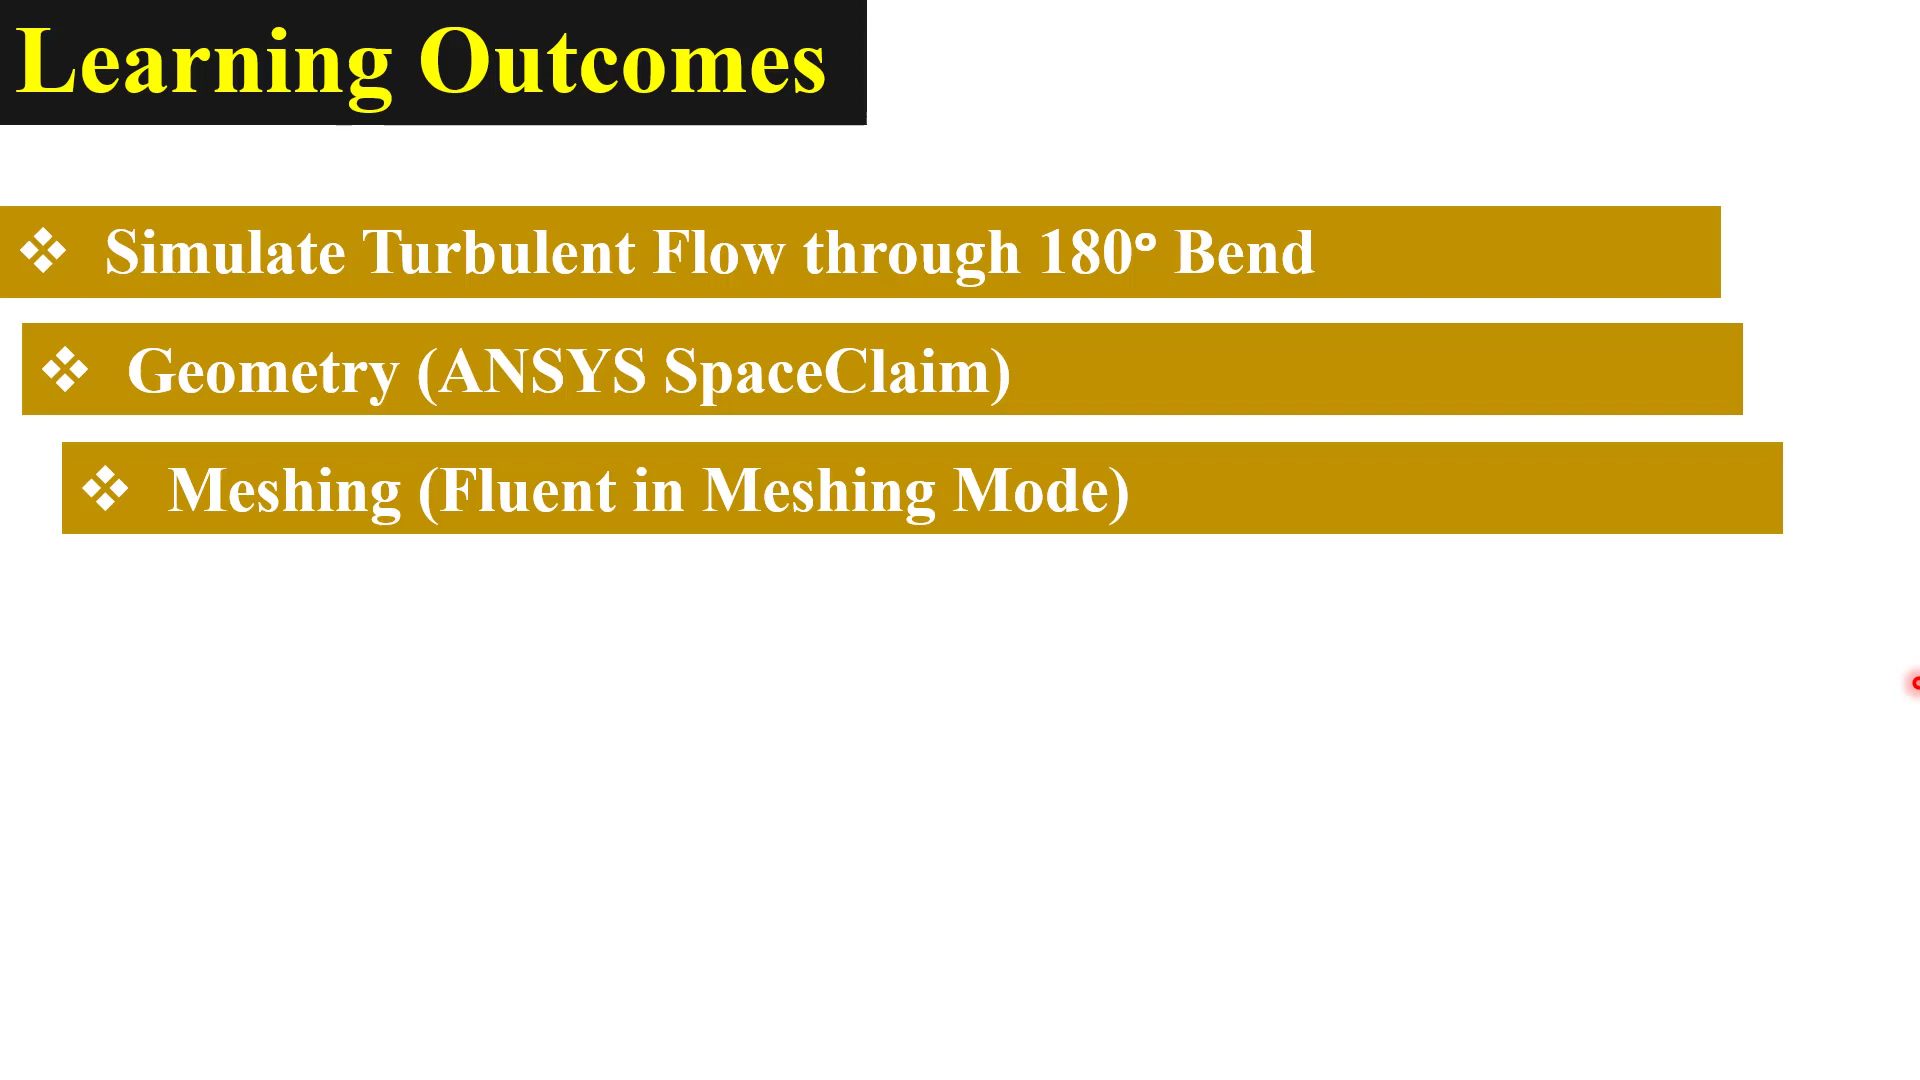 Learning Outcomes
❖ Simulate Turbulent Flow through 180° Bend
❖ Geometry (ANSYS SpaceClaim)
❖ Meshing (Fluent in Meshing Mode)